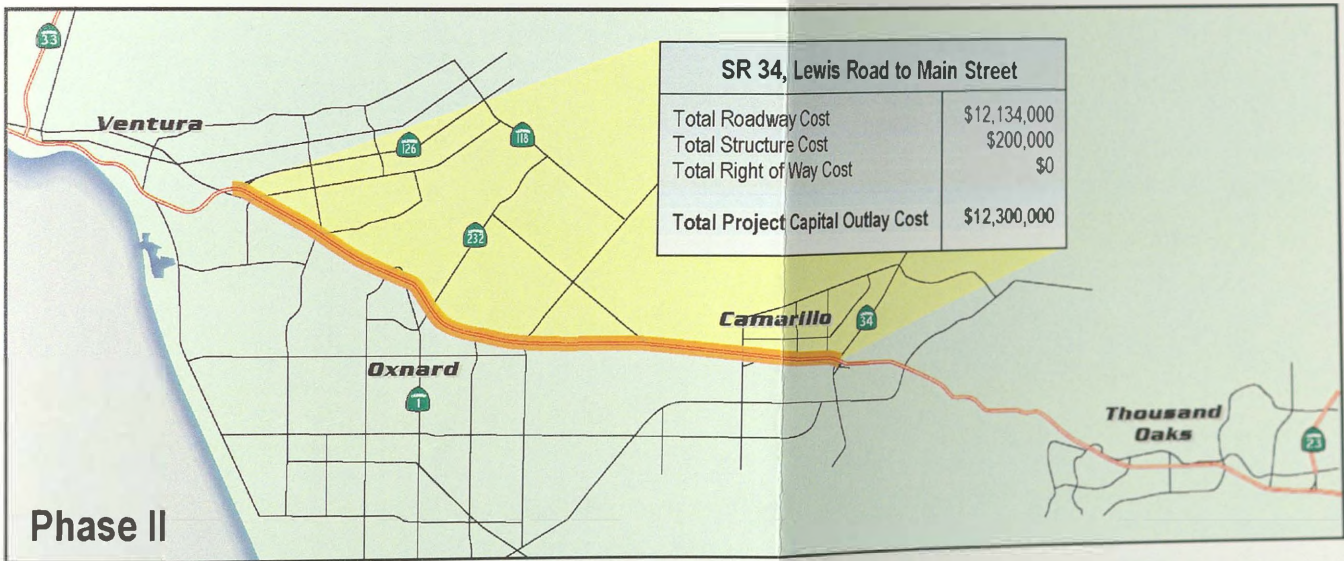 33
Ventura
126
118
232
SR 34, Lewis Road to Main Street
Total Roadway Cost $12,134,000
Total Structure Cost $200,000
Total Right of Way Cost $0
Total Project Capital Outlay Cost $12,300,000
Camarillo
34
Oxnard
1
Thousand
Oaks
23
Phase II